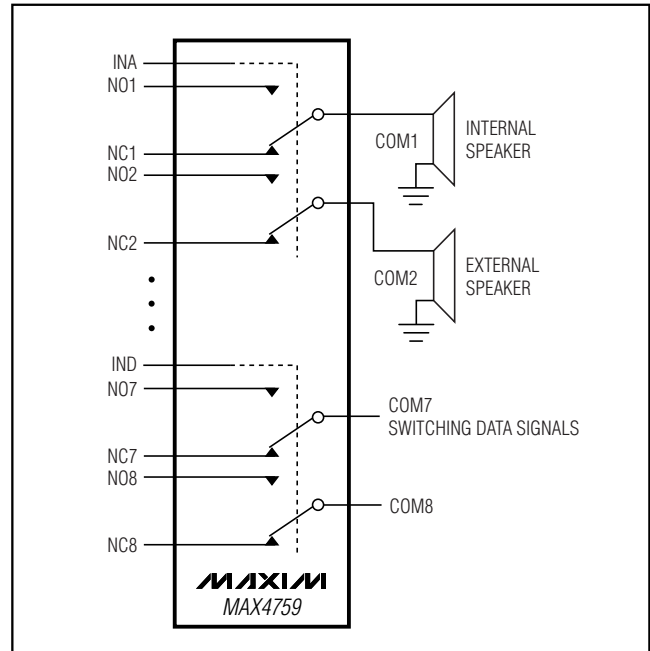 INA
NO1
NC1
NO2
NC2
COM1
INTERNAL
SPEAKER
COM2
EXTERNAL
SPEAKER
IND
NO7
NC7
NO8
NC8
COM7
SWITCHING DATA SIGNALS
COM8
MAXIM
MAX4759